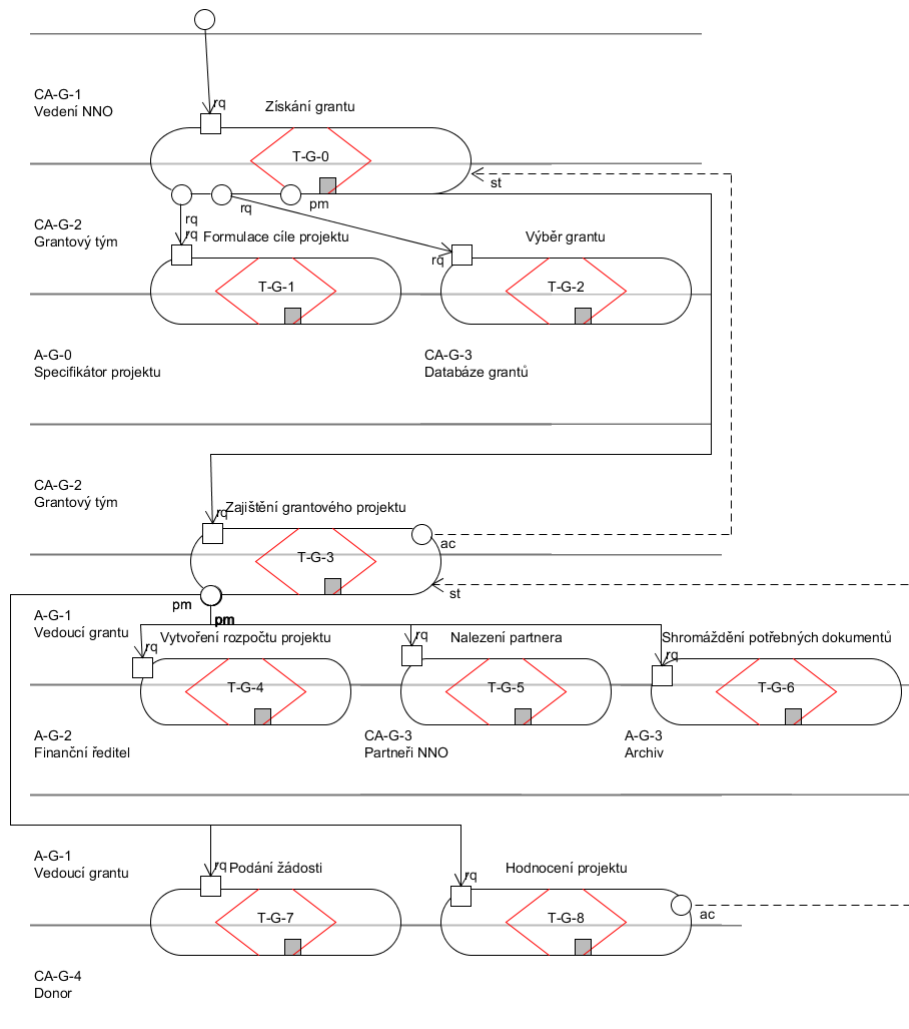 CA-G-1
Vedení NNO
rq
Získání grantu
T-G-0
st
CA-G-2
Grantový tým
rq
rq
pm
rq
Formulace cíle projektu
rq
Výběr grantu
T-G-1
T-G-2
A-G-0
Specifikátor projektu
CA-G-3
Databáze grantů
CA-G-2
Grantový tým
rq
Zajištění grantového projektu
T-G-3
ac
st
pm
pm
A-G-1
Vedoucí grantu
rq
Vytvoření rozpočtu projektu
rq
Nalezení partnera
rq
Shromáždění potřebných dokumentů
T-G-4
T-G-5
T-G-6
A-G-2
Finanční ředitel
CA-G-3
Partneři NNO
A-G-3
Archiv
A-G-1
Vedoucí grantu
rq
Podání žádosti
rq
Hodnocení projektu
T-G-7
T-G-8
ac
CA-G-4
Donor